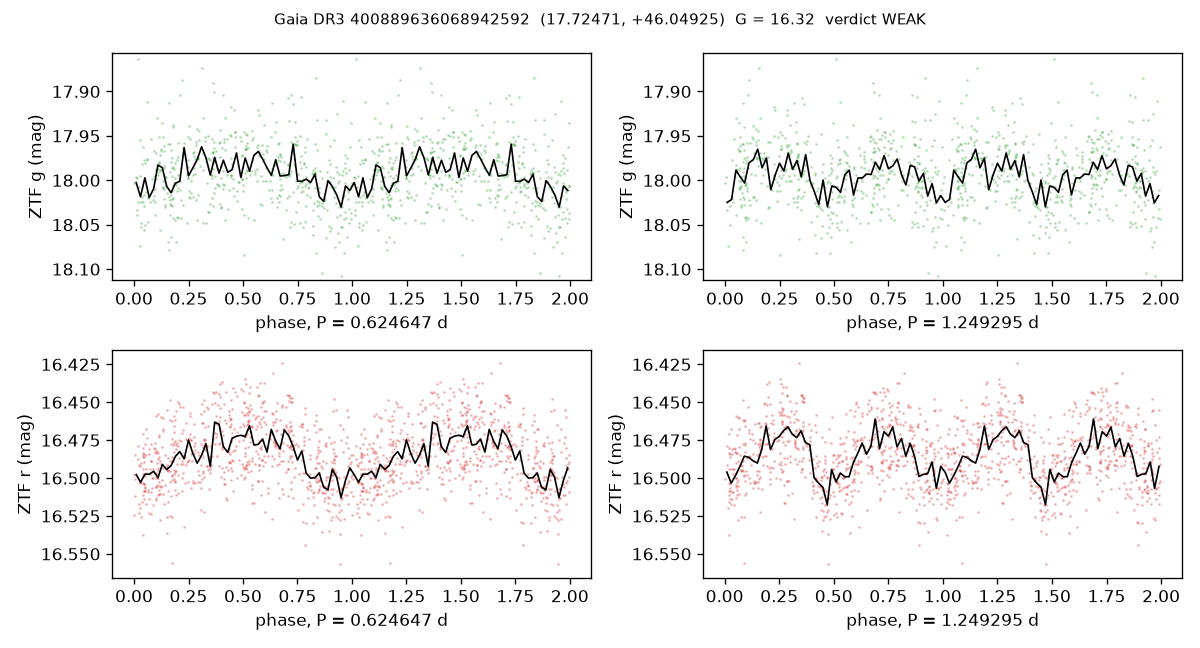 Gaia DR3 400889636068942592 (17.72471, +46.04925) G = 16.32 verdict WEAK
ZTF g (mag)
17.90
17.95
18.00
18.05
18.10
0.00 0.25 0.50 0.75 1.00 1.25 1.50 1.75 2.00
phase, P = 0.624647 d
ZTF g (mag)
17.90
17.95
18.00
18.05
18.10
0.00 0.25 0.50 0.75 1.00 1.25 1.50 1.75 2.00
phase, P = 1.249295 d
ZTF r (mag)
16.425
16.450
16.475
16.500
16.525
16.550
0.00 0.25 0.50 0.75 1.00 1.25 1.50 1.75 2.00
phase, P = 0.624647 d
ZTF r (mag)
16.425
16.450
16.475
16.500
16.525
16.550
0.00 0.25 0.50 0.75 1.00 1.25 1.50 1.75 2.00
phase, P = 1.249295 d